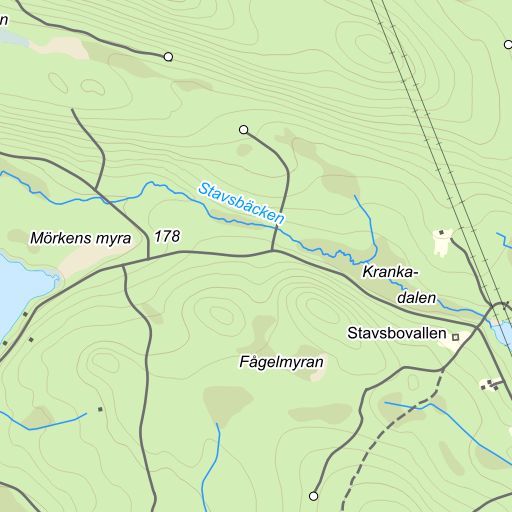 n
Stavsbäcken
Mörkens myra
178
Kranka-
dalen
Stavsbovallen
Fågelmyran